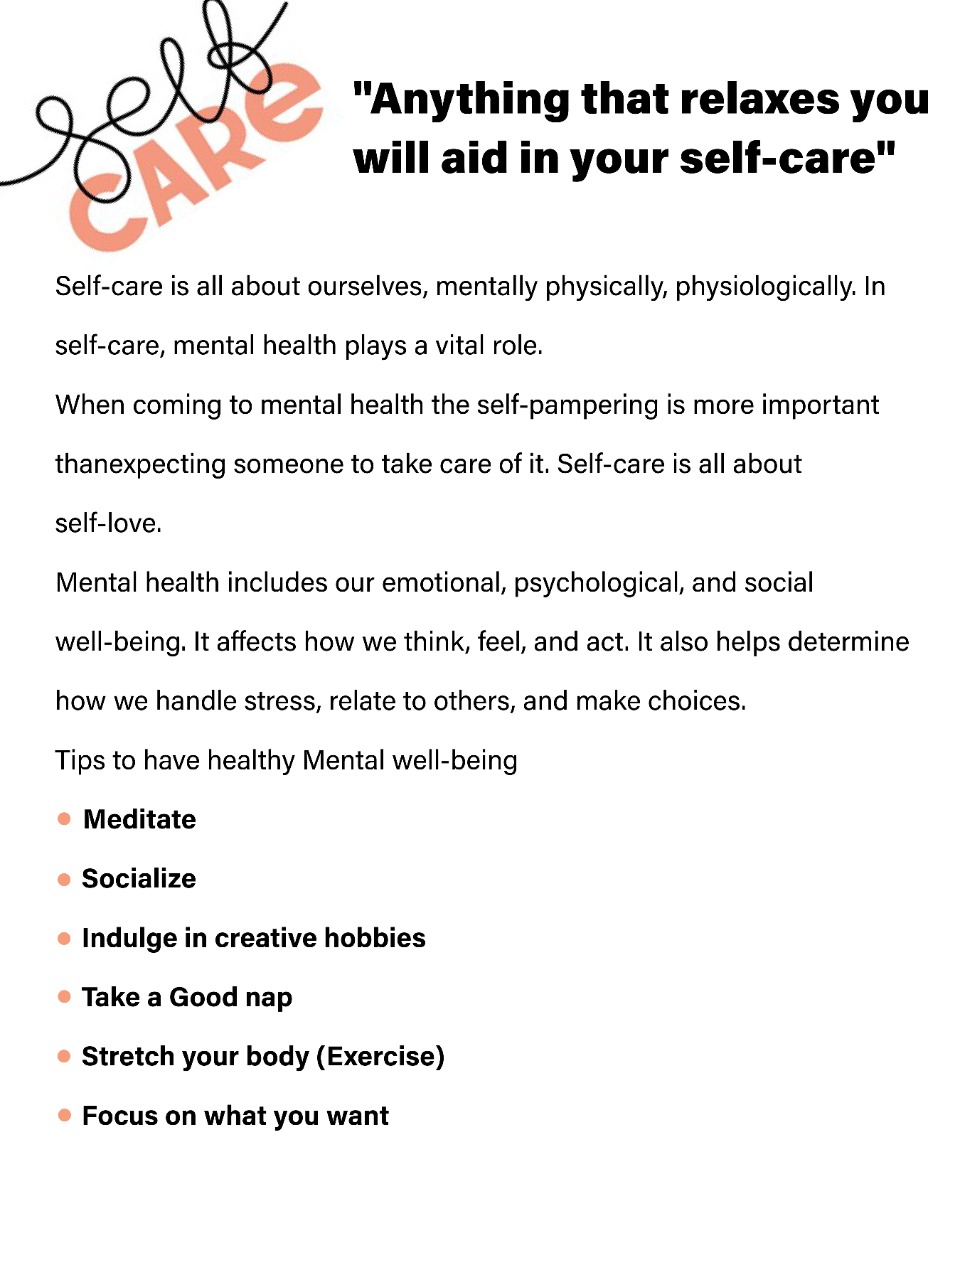 self
CARE
"Anything that relaxes you
will aid in your self-care"
Self-care is all about ourselves, mentally physically, physiologically. In
self-care, mental health plays a vital role.
When coming to mental health the self-pampering is more important
thanexpecting someone to take care of it. Self-care is all about
self-love.
Mental health includes our emotional, psychological, and social
well-being. It affects how we think, feel, and act. It also helps determine
how we handle stress, relate to others, and make choices.
Tips to have healthy Mental well-being
• Meditate
• Socialize
• Indulge in creative hobbies
• Take a Good nap
• Stretch your body (Exercise)
• Focus on what you want